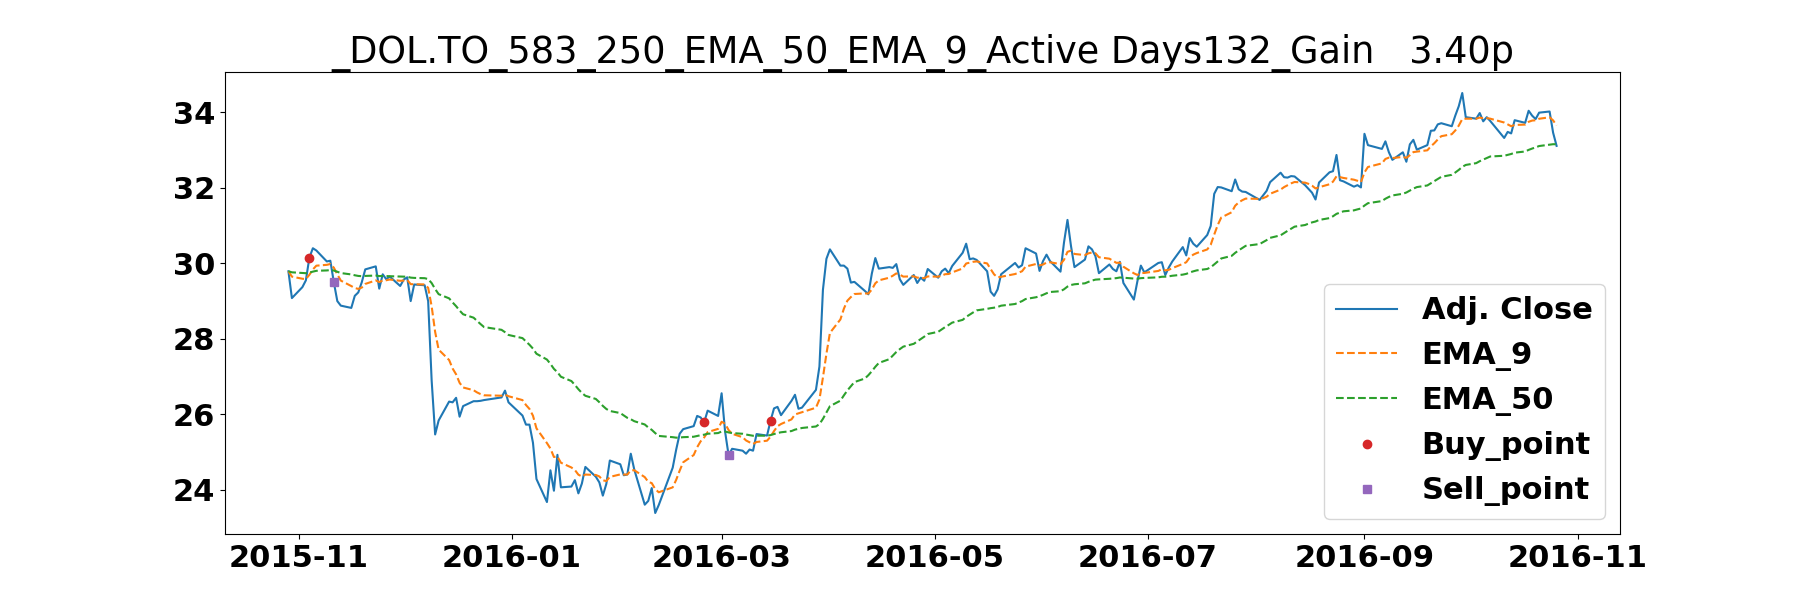 _DOL.TO_583_250_EMA_50_EMA_9_Active Days132_Gain   3.40p
34
32
30
28
26
24
Adj. Close
EMA_9
EMA_50
Buy_point
Sell_point
2015-11 2016-01 2016-03 2016-05 2016-07 2016-09 2016-11